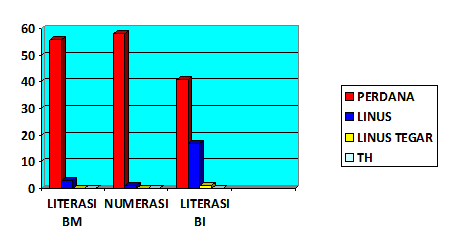 60
50
40
30
20
10
0
LITERASI BM
NUMERASI
LITERASI BI
PERDANA
LINUS
LINUS TEGAR
TH